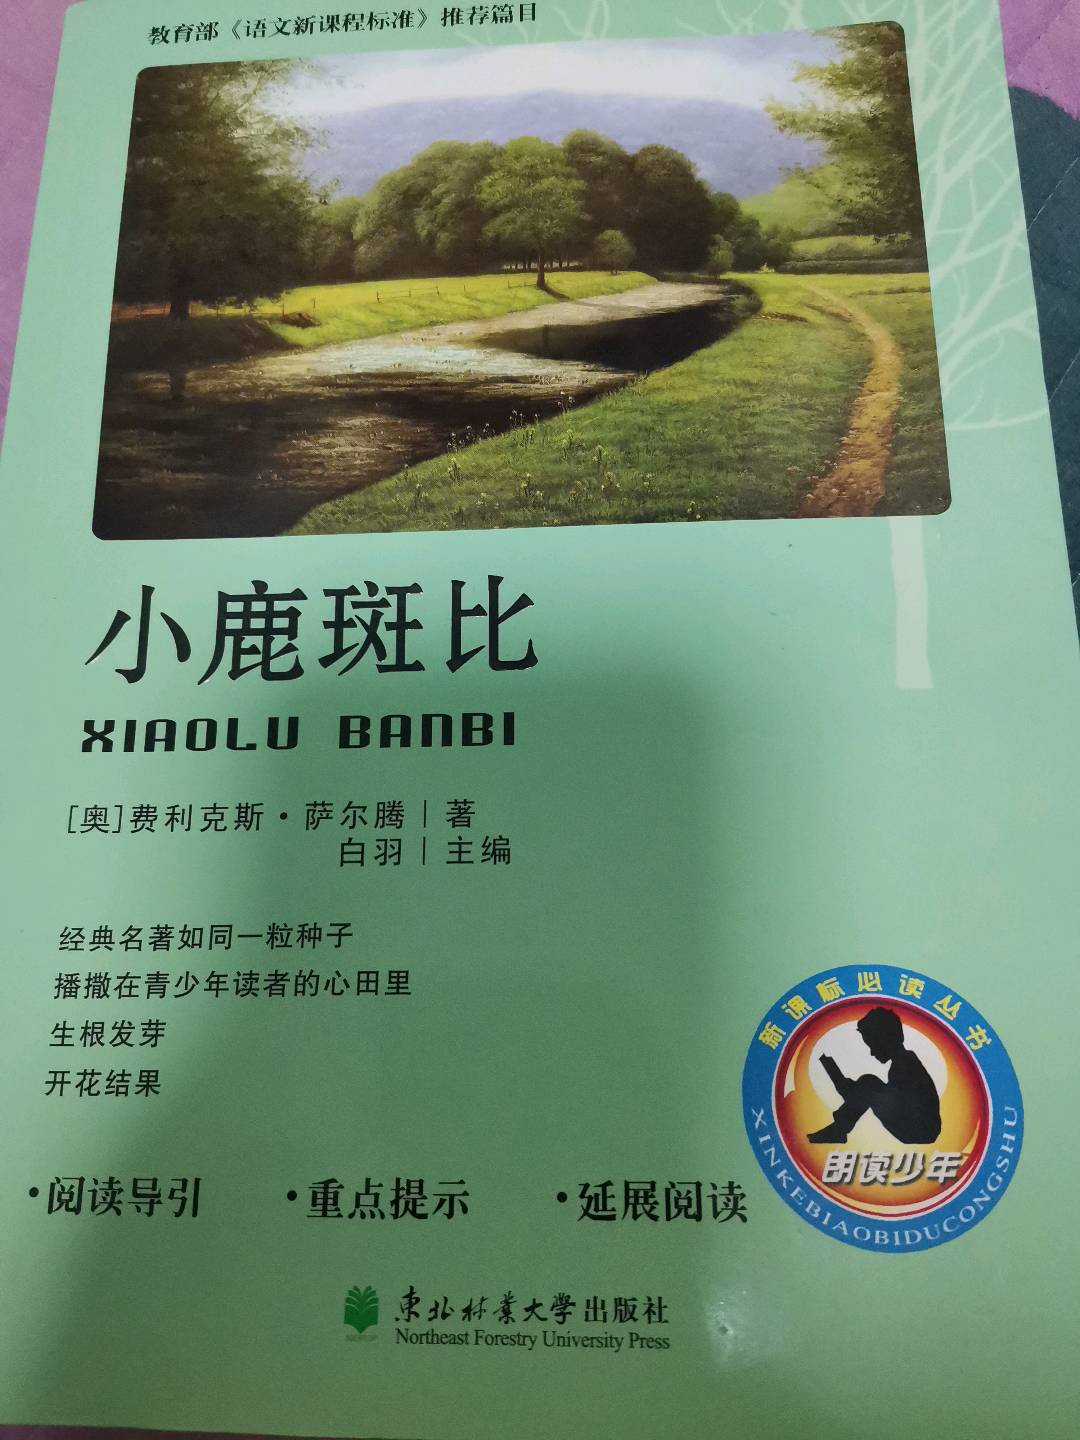 教育部《语文新课程标准》推荐篇目
小鹿斑比
XIAOLU BANBI
[奥]费利克斯·萨尔腾｜著
白羽｜主编
经典名著如同一粒种子
播撒在青少年读者的心田里
生根发芽
开花结果
新课标必读丛书
朗读少年
XINKEBIAOBIDUCONGSHU
·阅读导引 ·重点提示 ·延展阅读
东北林业大学出版社
Northeast Forestry University Press